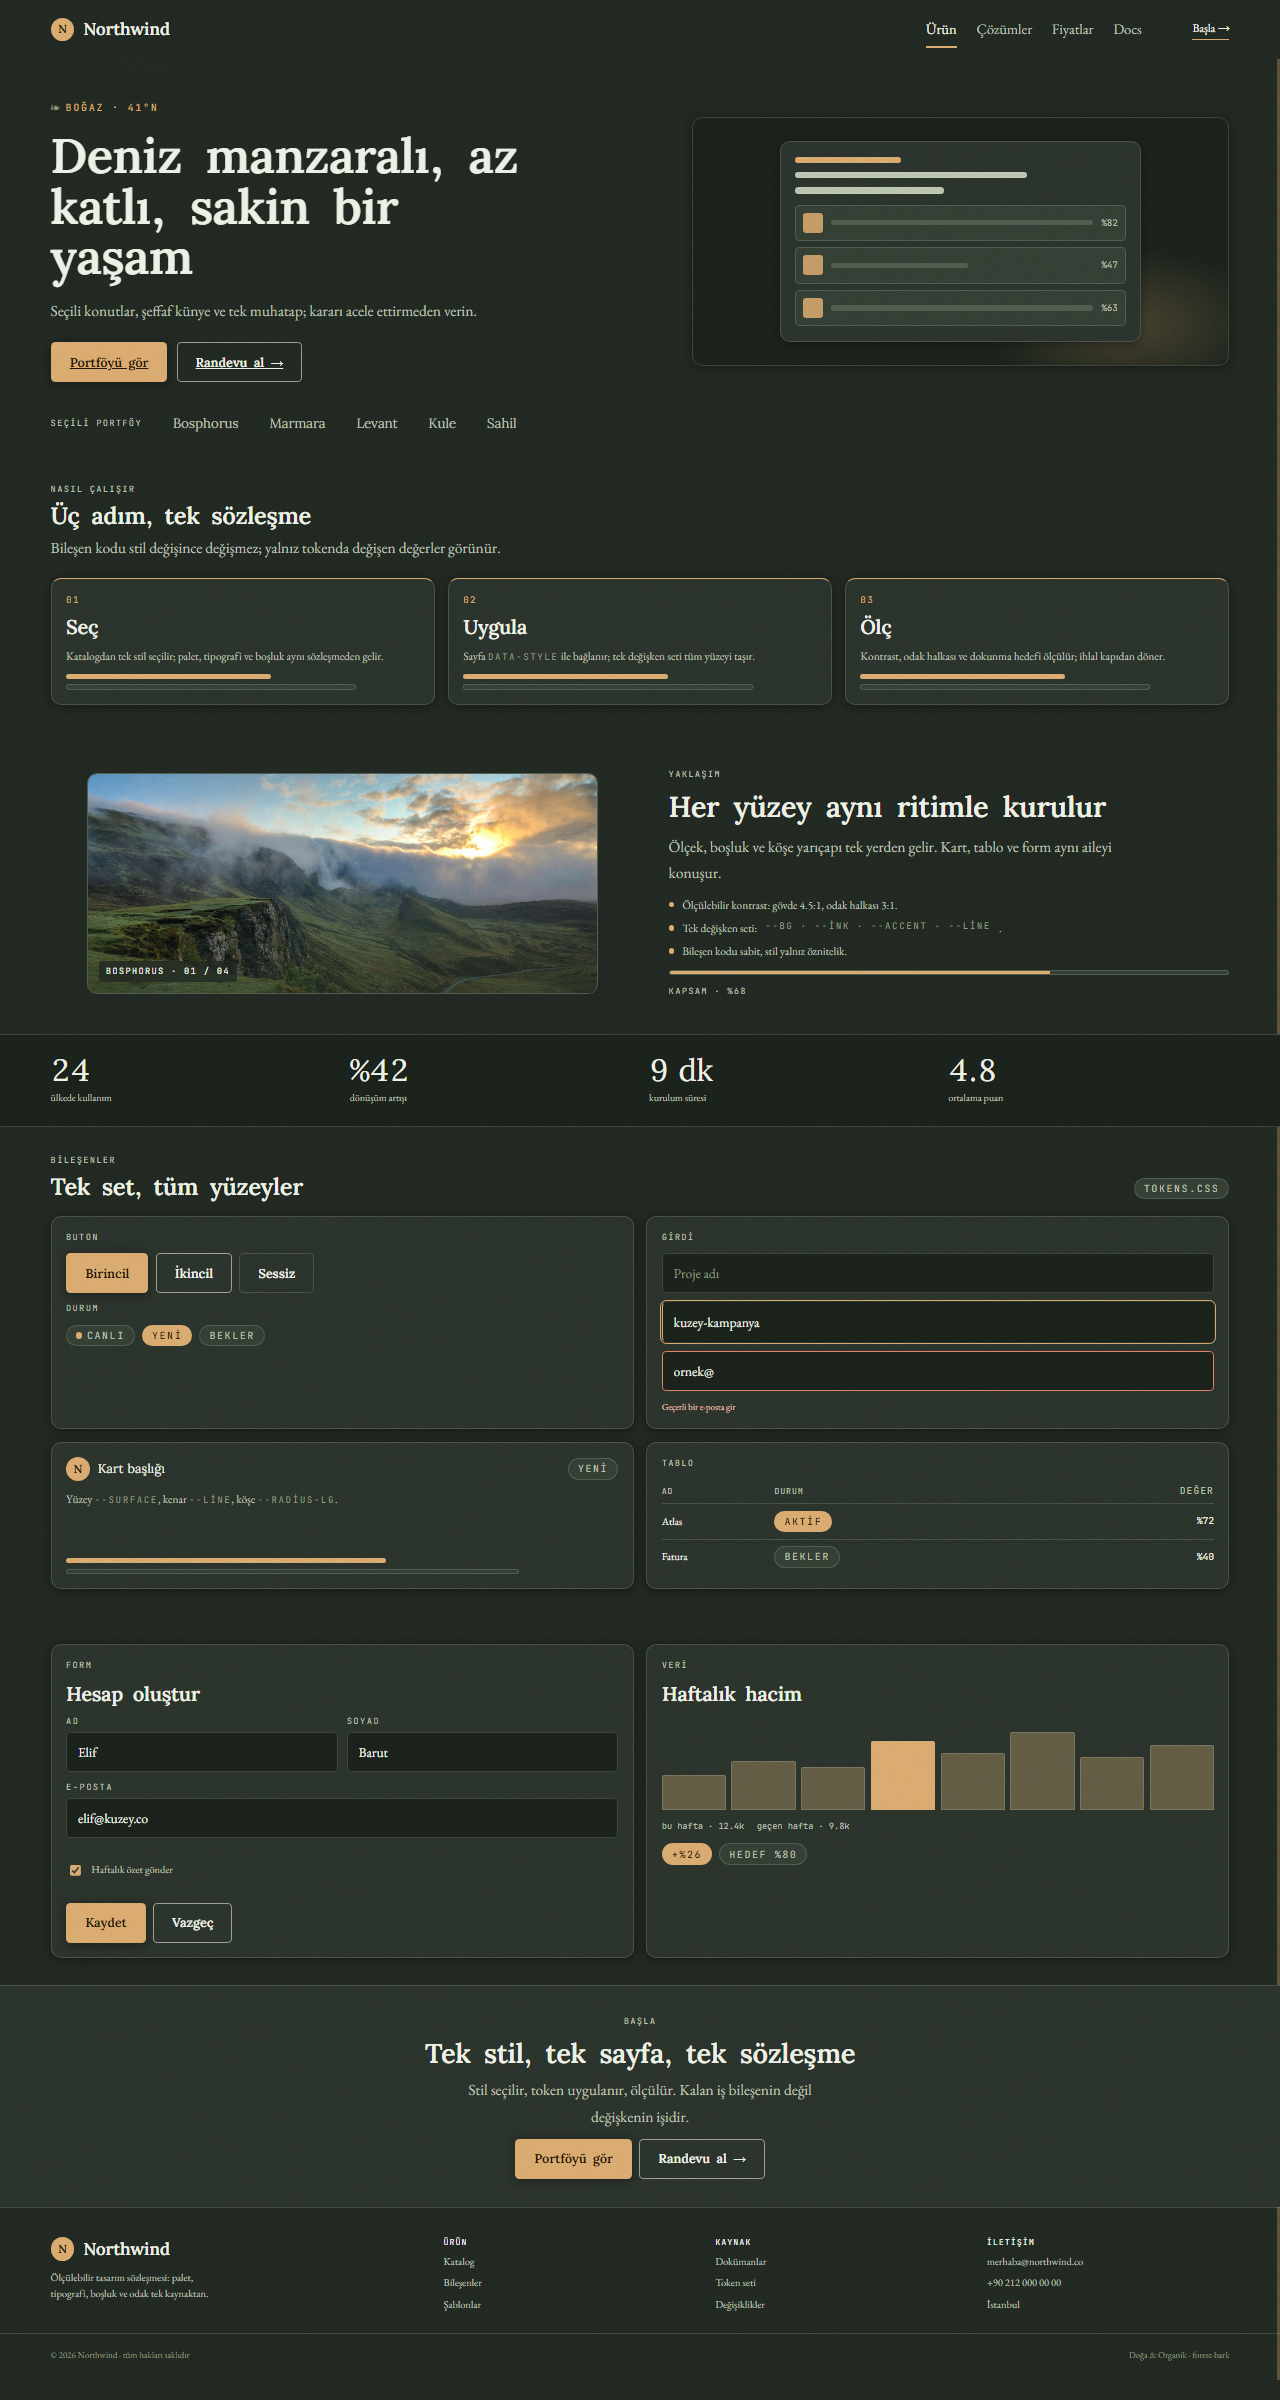 N Northwind
Ürün Çözümler Fiyatlar Docs Başla →
BOĞAZ · 41°N
Deniz manzaralı, az
katlı, sakin bir
yaşam
Seçili konutlar, şeffaf künye ve tek muhatap; kararı acele ettirmeden verin.
Portföyü gör
Randevu al →
%82
%47
%63
SEÇİLİ PORTFÖY Bosphorus Marmara Levant Kule Sahil
NASIL ÇALIŞIR
Üç adım, tek sözleşme
Bileşen kodu stil değişince değişmez; yalnız tokenda değişen değerler görünür.
01
Seç
Katalogdan tek stil seçilir; palet, tipografi ve boşluk aynı sözleşmeden gelir.
02
Uygula
Sayfa DATA-STYLE ile bağlanır; tek değişken seti tüm yüzeyi taşır.
03
Ölç
Kontrast, odak halkası ve dokunma hedefi ölçülür; ihlal kapıdan döner.
BOSPHORUS · 01 / 04
YAKLAŞIM
Her yüzey aynı ritimle kurulur
Ölçek, boşluk ve köşe yarıçapı tek yerden gelir. Kart, tablo ve form aynı aileyi
konuşur.
Ölçülebilir kontrast: gövde 4.5:1, odak halkası 3:1.
Tek değişken seti: --BG · --İNK · --ACCENT · --LİNE .
Bileşen kodu sabit, stil yalnız öznitelik.
KAPSAM · %68
24
ülkede kullanım
%42
dönüşüm artışı
9 dk
kurulum süresi
4.8
ortalama puan
BİLEŞENLER
Tek set, tüm yüzeyler
TOKENS.CSS
BUTON
Birincil İkincil Sessiz
DURUM
CANLI YENİ BEKLER
GİRDİ
Proje adı
kuzey-kampanya
ornek@
Geçerli bir e-posta gir
N Kart başlığı YENİ
Yüzey --SURFACE, kenar --LİNE, köşe --RADİUS-LG.
TABLO
AD DURUM DEĞER
Atlas AKTİF %72
Fatura BEKLER %40
FORM
Hesap oluştur
AD SOYAD
Elif Barut
E-POSTA
elif@kuzey.co
Haftalık özet gönder
Kaydet Vazgeç
VERİ
Haftalık hacim
bu hafta · 12.4k geçen hafta · 9.8k
+%26 HEDEF %80
BAŞLA
Tek stil, tek sayfa, tek sözleşme
Stil seçilir, token uygulanır, ölçülür. Kalan iş bileşenin değil
değişkenin işidir.
Portföyü gör Randevu al →
N Northwind
Ölçülebilir tasarım sözleşmesi: palet,
tipografi, boşluk ve odak tek kaynaktan.
ÜRÜN
Katalog
Bileşenler
Şablonlar
KAYNAK
Dokümanlar
Token seti
Değişiklikler
İLETİŞİM
merhaba@northwind.co
+90 212 000 00 00
İstanbul
© 2026 Northwind · tüm hakları saklıdır
Doğa & Organik · forest-bark